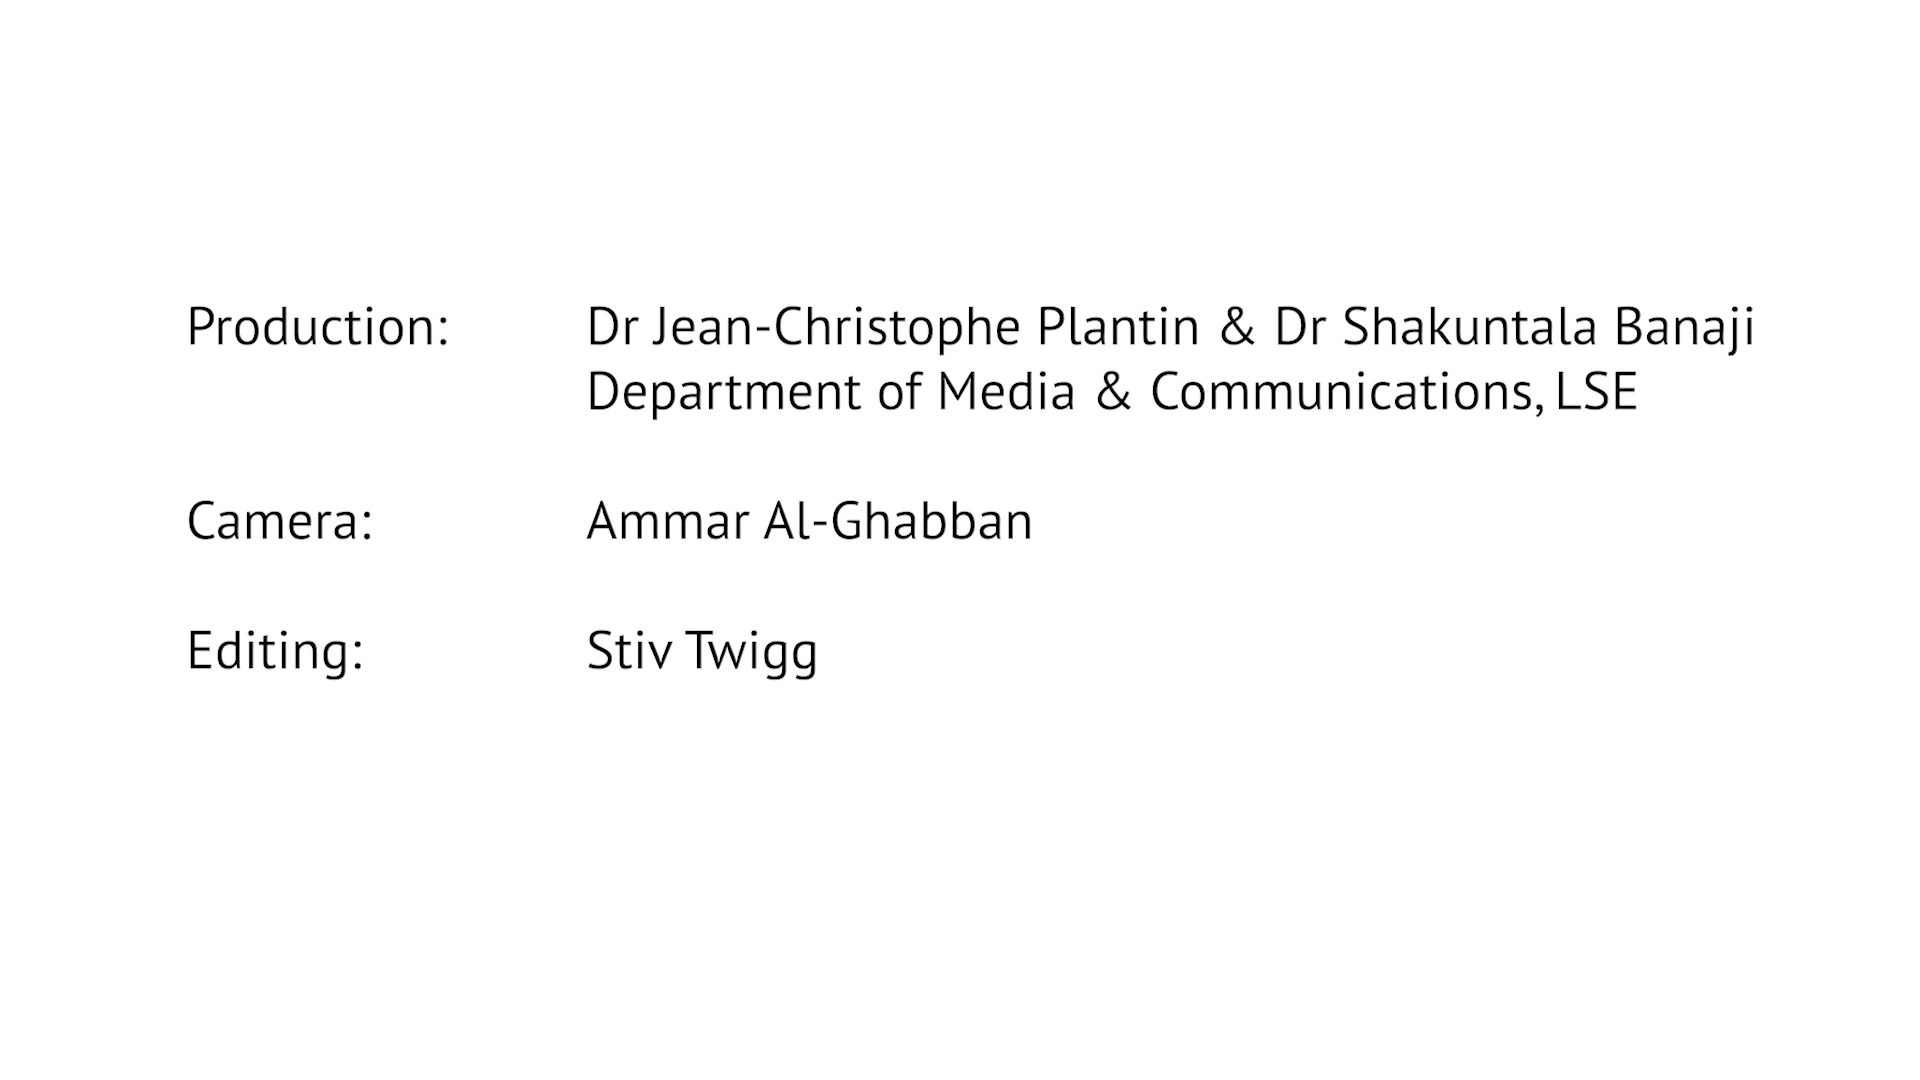 Production: Dr Jean-Christophe Plantin & Dr Shakuntala Banaji
Department of Media & Communications, LSE
Camera: Ammar Al-Ghabban
Editing: Stiv Twigg